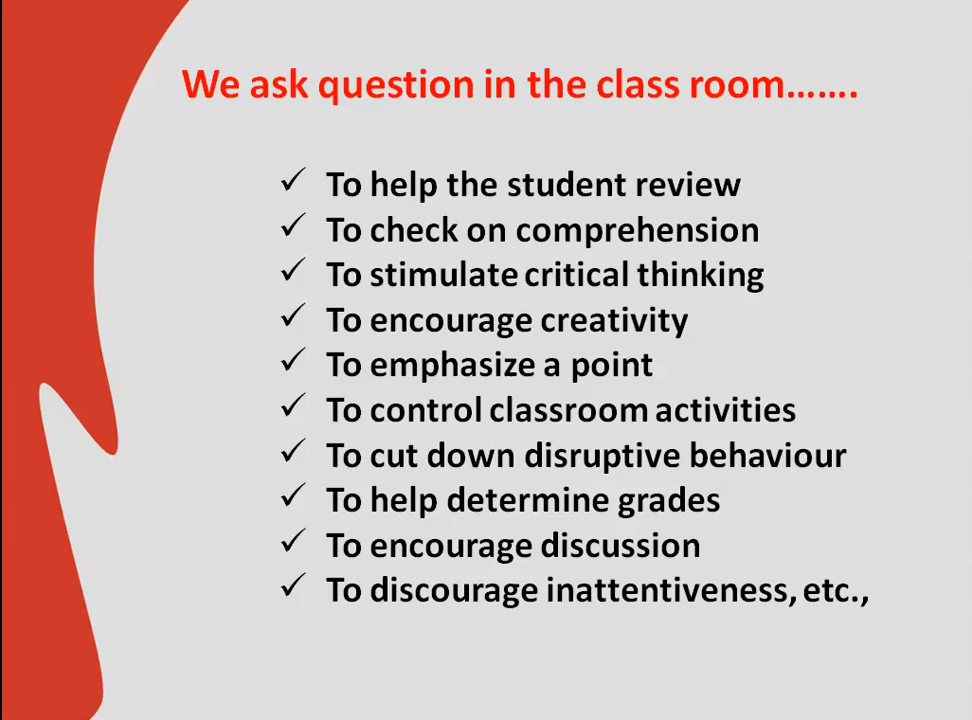 We ask question in the class room…….
✓ To help the student review
✓ To check on comprehension
✓ To stimulate critical thinking
✓ To encourage creativity
✓ To emphasize a point
✓ To control classroom activities
✓ To cut down disruptive behaviour
✓ To help determine grades
✓ To encourage discussion
✓ To discourage inattentiveness, etc.,